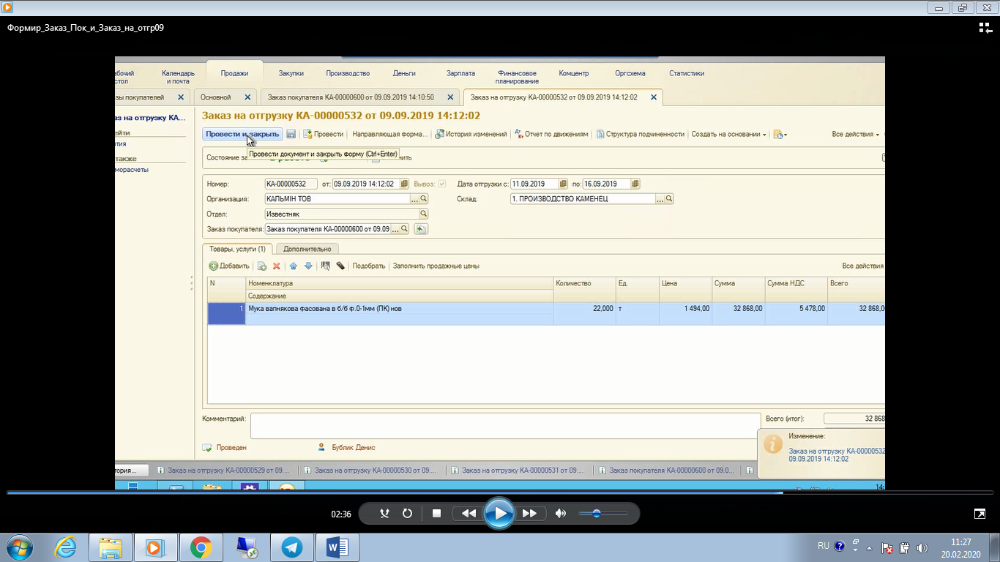 Формир_Заказ_Пок_и_Заказ_на_отгр09
бочий стол
Календарь и почта
Продажи
Закупки
Производство
Деньги
Зарплата
Финансовое планирование
Комцентр
Оргсхема
Статистики
зы покупателей
Основной
Заказ покупателя КА-00000600 от 09.09.2019 14:10:50
Заказ на отгрузку КА-00000532 от 09.09.2019 14:12:02
аз на отгрузку КА...
Заказ на отгрузку КА-00000532 от 09.09.2019 14:12:02
ейти
Провести и закрыть
Провести
Направляющая форма...
История изменений
Отчет по движениям
Структура подчиненности
Создать на основании
Все действия
тия
Провести документ и закрыть форму (Ctrl+Enter)
Состояние за
нить
также
морасчеты
Номер: КА-00000532 от: 09.09.2019 14:12:02 Вывоз: Дата отгрузки с: 11.09.2019 по: 16.09.2019
Организация: КАЛЬМІН ТОВ ... Склад: 1. ПРОИЗВОДСТВО КАМЕНЕЦ ...
Отдел: Известняк
Заказ покупателя: Заказ покупателя КА-00000600 от 09.09 ...
Товары, услуги (1) Дополнительно
Добавить Подобрать Заполнить продажные цены Все действия
N Номенклатура Количество Ед. Цена Сумма Сумма НДС Всего
Содержание
1 Мука вапнякова фасована в б/б ф.0-1мм (ПК) нов 22,000 т 1 494,00 32 868,00 5 478,00 32 868,0
Комментарий: Всего (итог): 32 868
Проведен Бублик Денис
Изменение:
Заказ на отгрузку КА-00000532
09.09.2019 14:12:02
тория...
Заказ на отгрузку КА-00000529 от 09....
Заказ на отгрузку КА-00000530 от 09....
Заказ на отгрузку КА-00000531 от 09....
Заказ покупателя КА-00000600 от 09.0...
14:
02:36
RU
11:27
20.02.2020